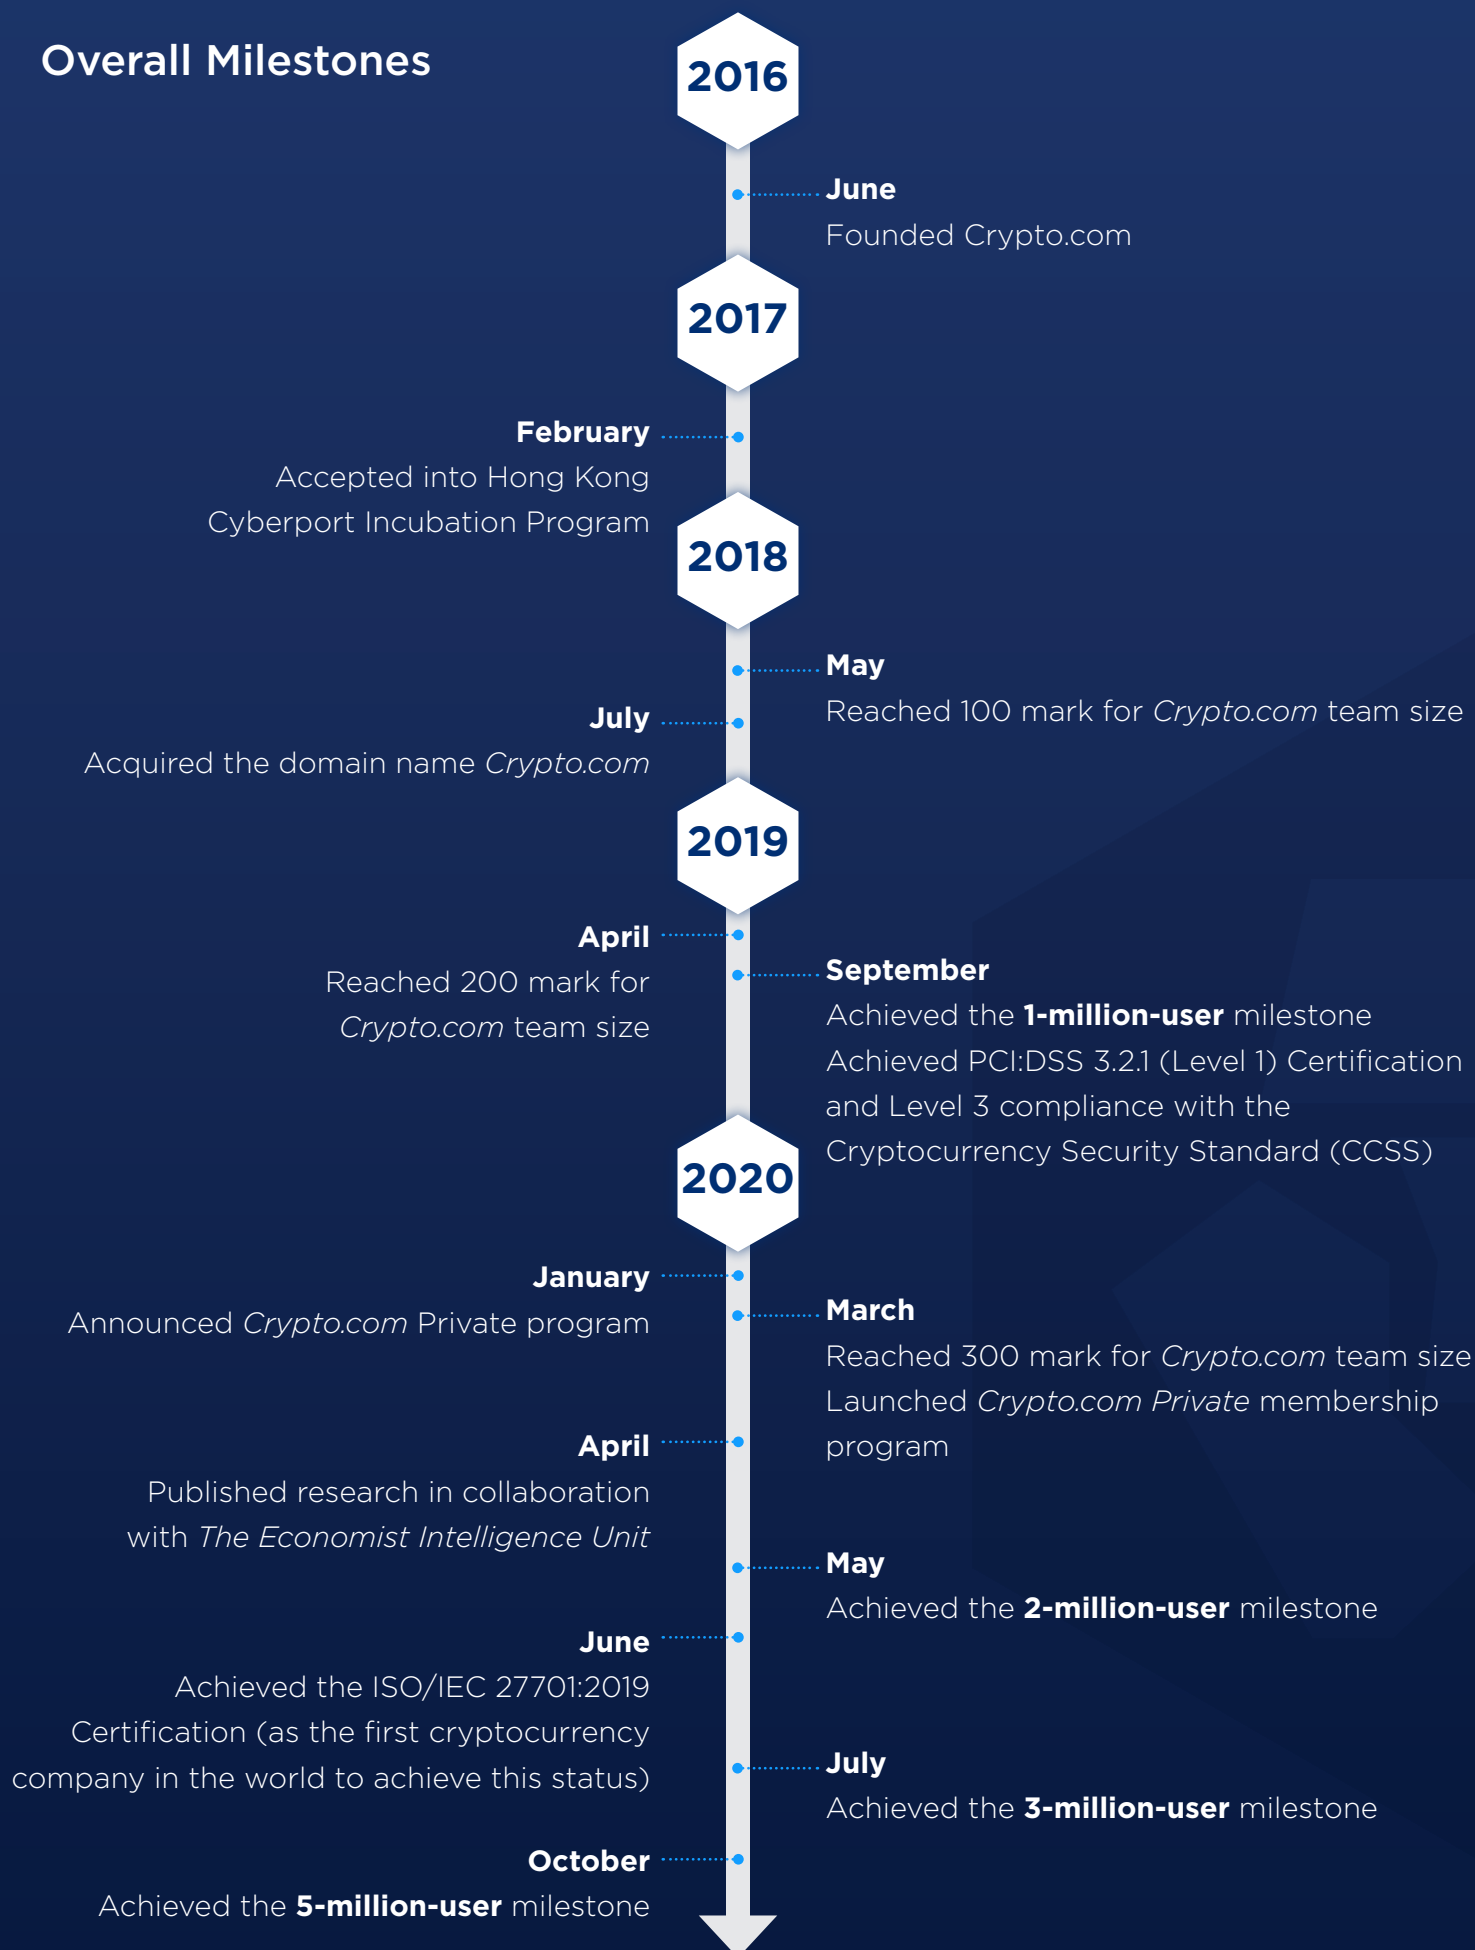 Overall Milestones
2016
June
Founded Crypto.com
2017
February
Accepted into Hong Kong
Cyberport Incubation Program
2018
May
Reached 100 mark for Crypto.com team size
July
Acquired the domain name Crypto.com
2019
April
Reached 200 mark for
Crypto.com team size
September
Achieved the 1-million-user milestone
Achieved PCI:DSS 3.2.1 (Level 1) Certification
and Level 3 compliance with the
Cryptocurrency Security Standard (CCSS)
2020
January
Announced Crypto.com Private program
March
Reached 300 mark for Crypto.com team size
Launched Crypto.com Private membership
program
April
Published research in collaboration
with The Economist Intelligence Unit
May
Achieved the 2-million-user milestone
June
Achieved the ISO/IEC 27701:2019
Certification (as the first cryptocurrency
company in the world to achieve this status)
July
Achieved the 3-million-user milestone
October
Achieved the 5-million-user milestone